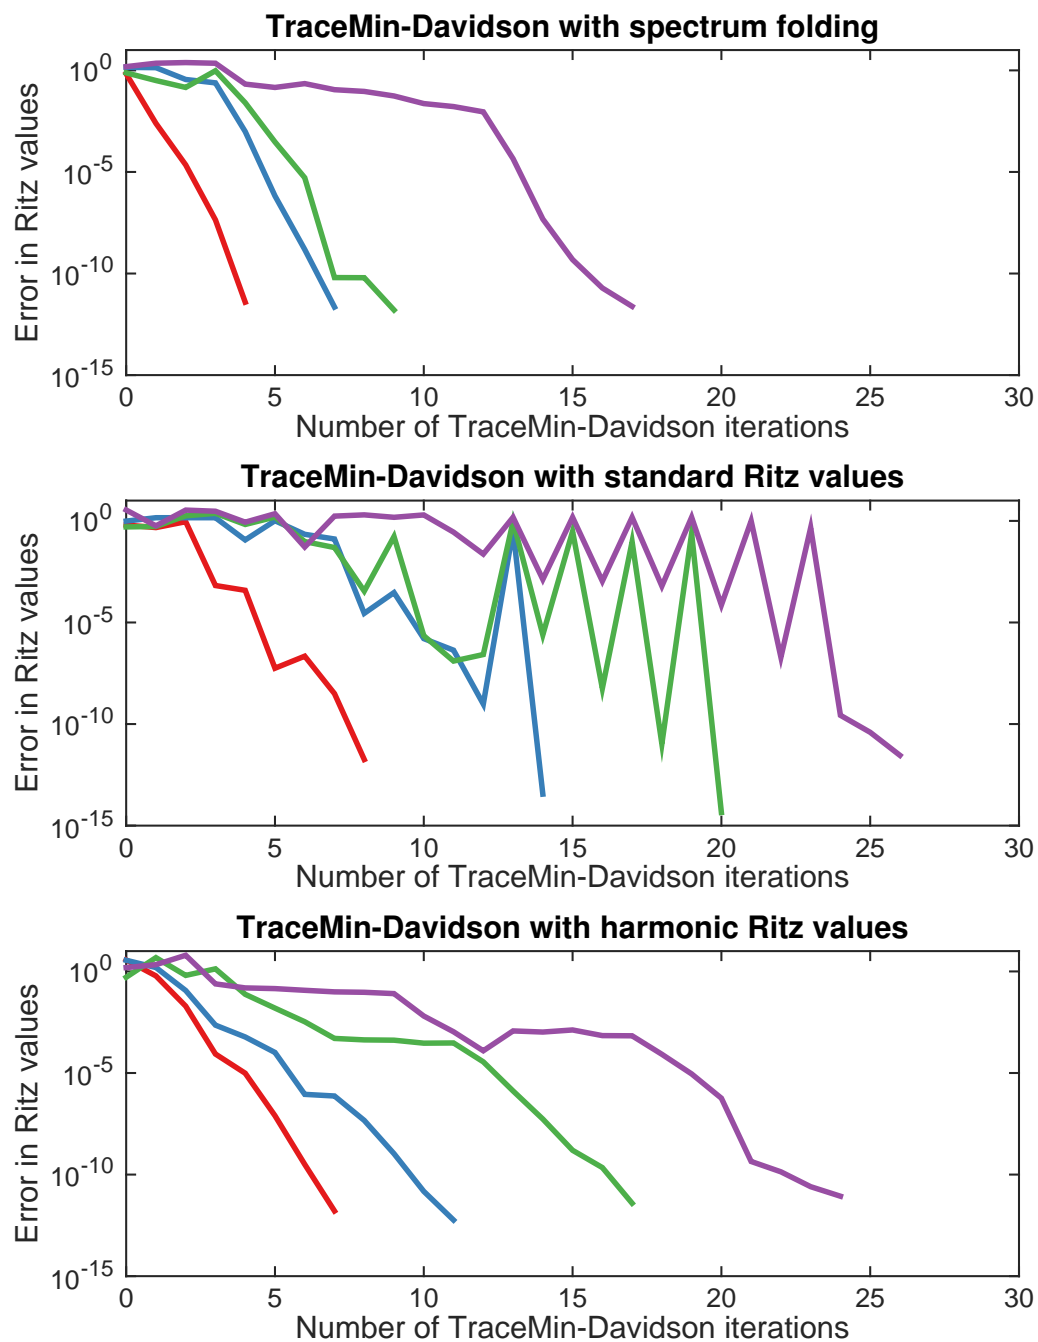 TraceMin-Davidson with spectrum folding
Error in Ritz values
10^0
10^-5
10^-10
10^-15
0 5 10 15 20 25 30
Number of TraceMin-Davidson iterations
TraceMin-Davidson with standard Ritz values
Error in Ritz values
10^0
10^-5
10^-10
10^-15
0 5 10 15 20 25 30
Number of TraceMin-Davidson iterations
TraceMin-Davidson with harmonic Ritz values
Error in Ritz values
10^0
10^-5
10^-10
10^-15
0 5 10 15 20 25 30
Number of TraceMin-Davidson iterations